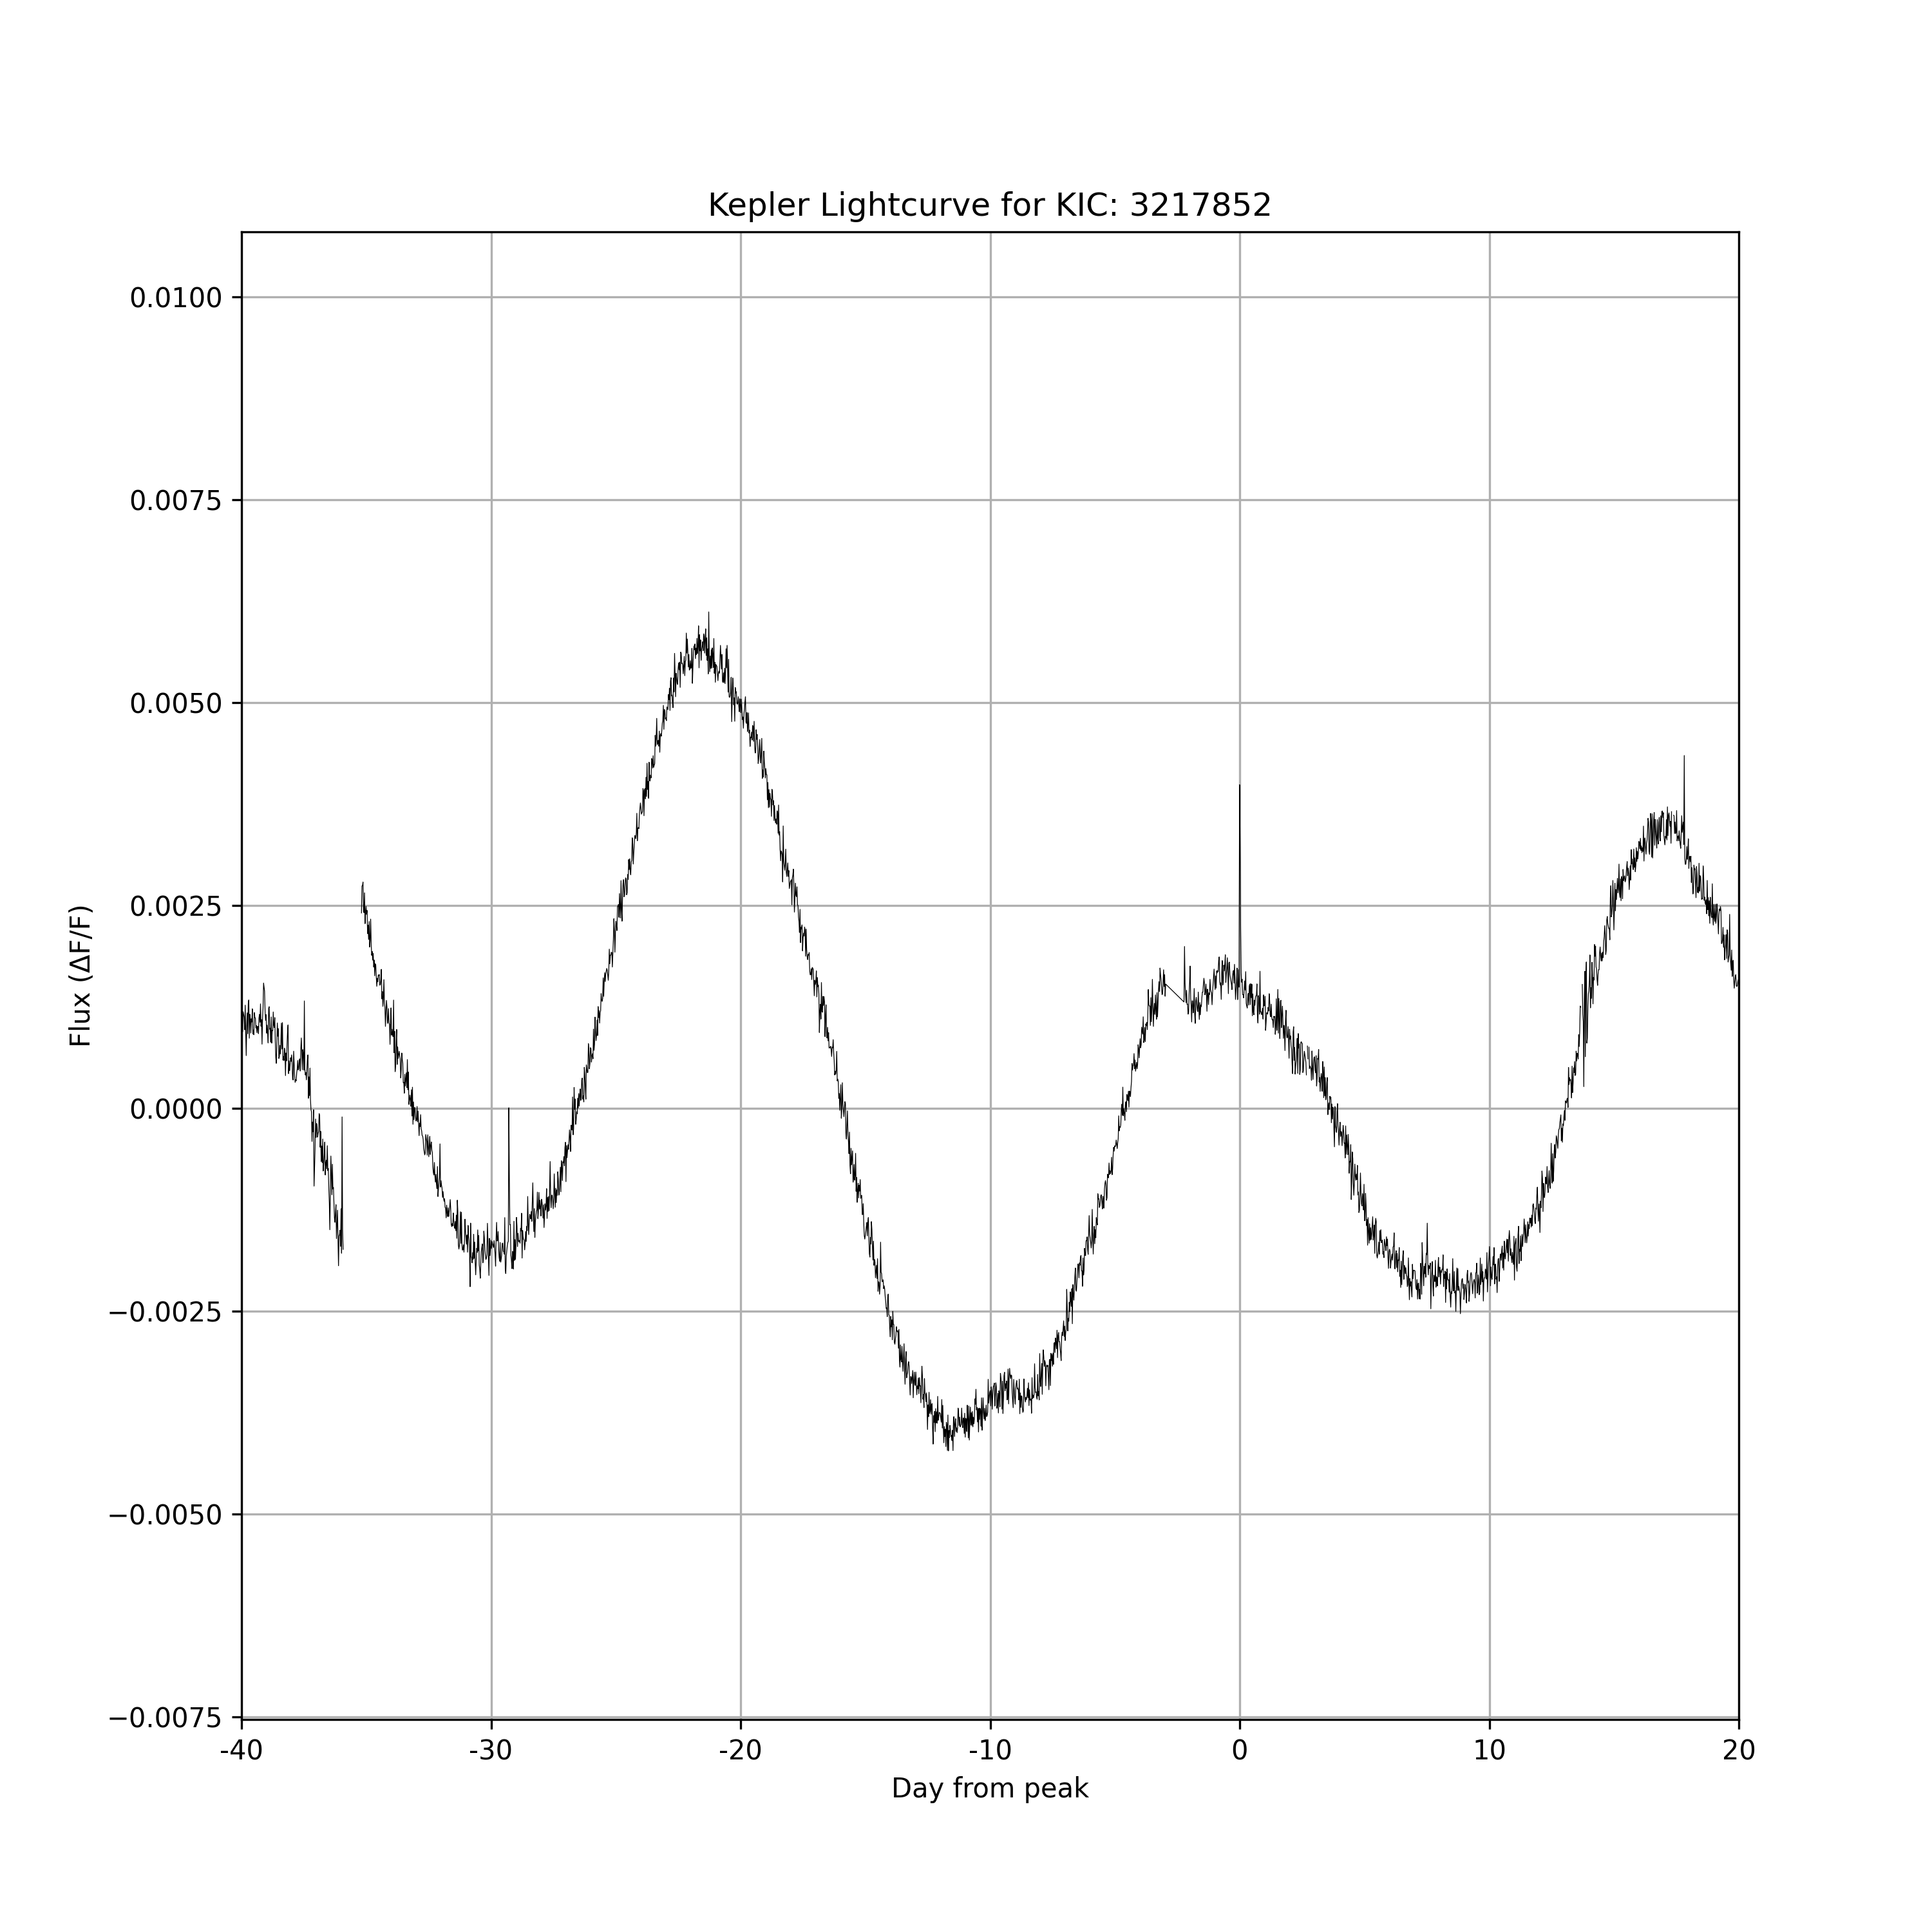 Kepler Lightcurve for KIC: 3217852
0.0100
0.0075
0.0050
0.0025
0.0000
−0.0025
−0.0050
−0.0075
Flux (ΔF/F)
-40 -30 -20 -10 0 10 20
Day from peak